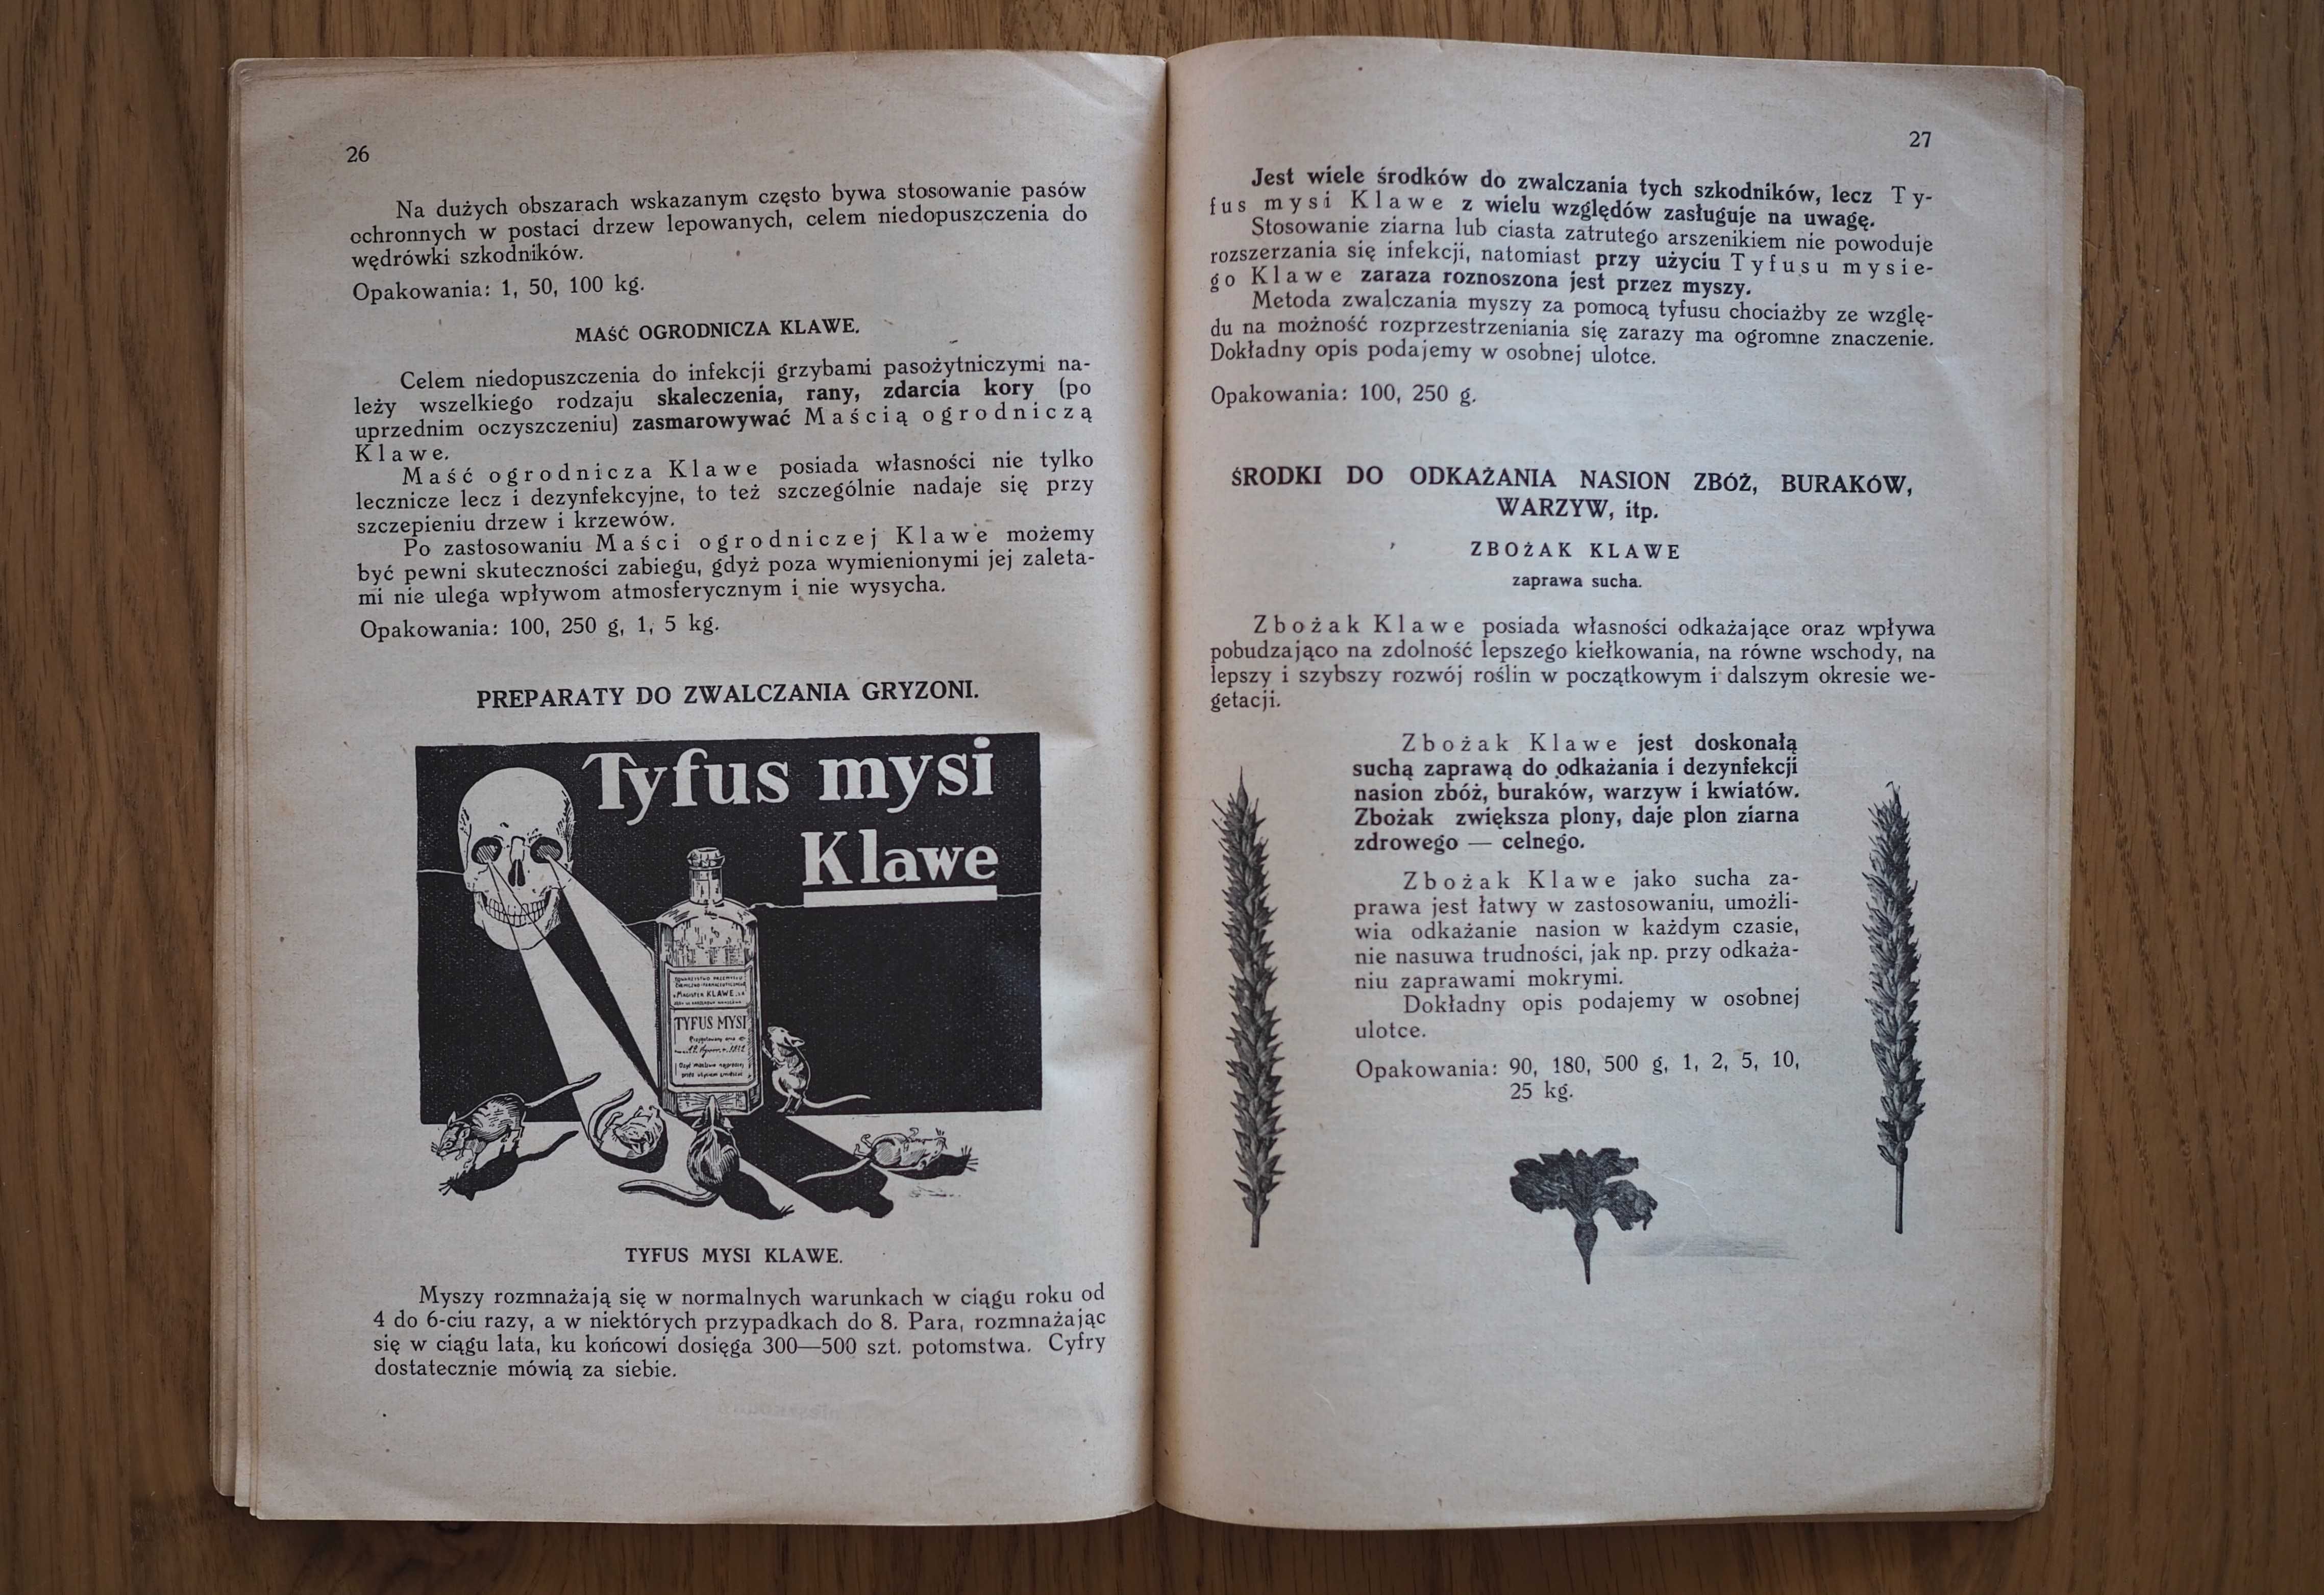 26
Na dużych obszarach wskazanym często bywa stosowanie pasów
ochronnych w postaci drzew lepowanych, celem niedopuszczenia do
wędrówki szkodników.
Opakowania: 1, 50, 100 kg.
MAŚĆ OGRODNICZA KLAWE.
Celem niedopuszczenia do infekcji grzybami pasożytniczymi na-
leży wszelkiego rodzaju skaleczenia, rany, zdarcia kory (po
uprzednim oczyszczeniu) zasmarowywać Maścią ogrodniczą
Klawe.
Maść ogrodnicza Klawe posiada własności nie tylko
lecznicze lecz i dezynfekcyjne, to też szczególnie nadaje się przy
szczepieniu drzew i krzewów.
Po zastosowaniu Maści ogrodniczej Klawe możemy
być pewni skuteczności zabiegu, gdyż poza wymienionymi jej zaleta-
mi nie ulega wpływom atmosferycznym i nie wysycha.
Opakowania: 100, 250 g, 1, 5 kg.
PREPARATY DO ZWALCZANIA GRYZONI.
Tyfus mysi
Klawe
TOWARZYSTWO PRZEMYSŁU
CHEMICZNO-FARMACEUTYCZNEGO
MAGISTER KLAWE
TYFUS MYSI
TYFUS MYSI KLAWE.
Myszy rozmnażają się w normalnych warunkach w ciągu roku od
4 do 6-ciu razy, a w niektórych przypadkach do 8. Para, rozmnażając
się w ciągu lata, ku końcowi dosięga 300—500 szt. potomstwa. Cyfry
dostatecznie mówią za siebie.
27
Jest wiele środków do zwalczania tych szkodników, lecz Ty-
fus mysi Klawe z wielu względów zasługuje na uwagę.
Stosowanie ziarna lub ciasta zatrutego arszenikiem nie powoduje
rozszerzania się infekcji, natomiast przy użyciu Tyfusu mysie-
go Klawe zaraza roznoszona jest przez myszy.
Metoda zwalczania myszy za pomocą tyfusu chociażby ze wzglę-
du na możność rozprzestrzeniania się zarazy ma ogromne znaczenie.
Dokładny opis podajemy w osobnej ulotce.
Opakowania: 100, 250 g.
ŚRODKI DO ODKAŻANIA NASION ZBÓŻ, BURAKÓW,
WARZYW, itp.
ZBOŻAK KLAWE
zaprawa sucha.
Zbożak Klawe posiada własności odkażające oraz wpływa
pobudzająco na zdolność lepszego kiełkowania, na równe wschody, na
lepszy i szybszy rozwój roślin w początkowym i dalszym okresie we-
getacji.
Zbożak Klawe jest doskonałą
suchą zaprawą do odkażania i dezynfekcji
nasion zbóż, buraków, warzyw i kwiatów.
Zbożak zwiększa plony, daje plon ziarna
zdrowego — celnego.
Zbożak Klawe jako sucha za-
prawa jest łatwy w zastosowaniu, umożli-
wia odkażanie nasion w każdym czasie,
nie nasuwa trudności, jak np. przy odkaża-
niu zaprawami mokrymi.
Dokładny opis podajemy w osobnej
ulotce.
Opakowania: 90, 180, 500 g, 1, 2, 5, 10,
25 kg.